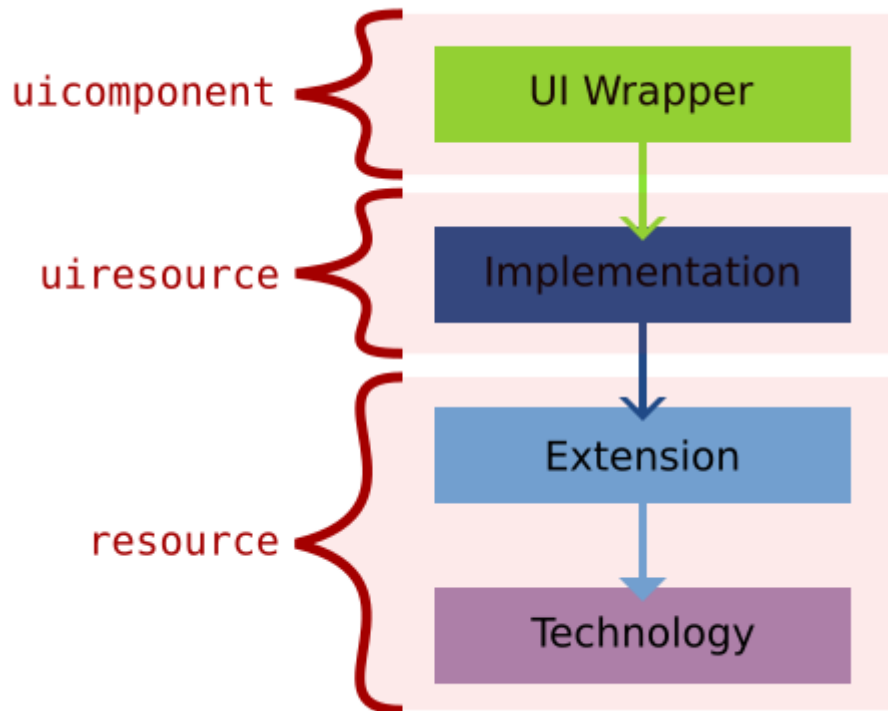 uicomponent
UI Wrapper
uiresource
Implementation
Extension
resource
Technology